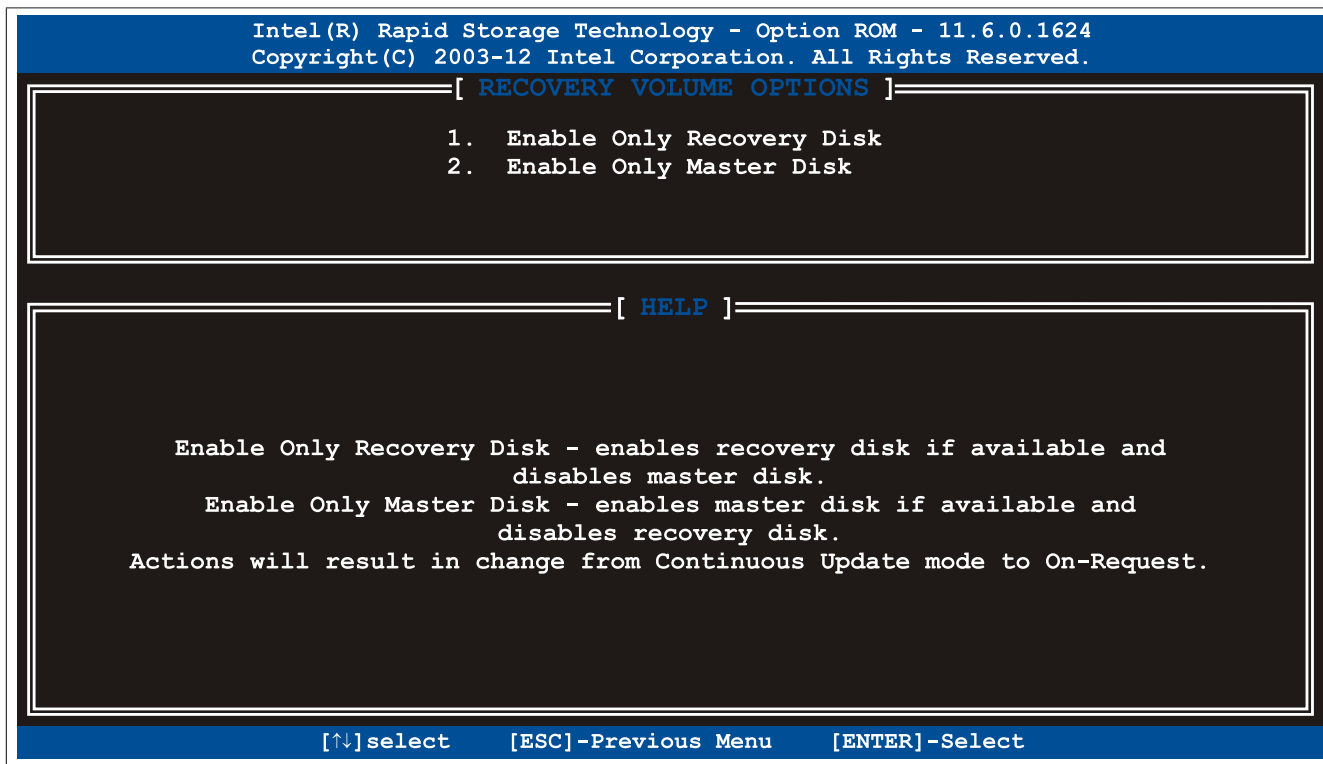 Intel(R) Rapid Storage Technology - Option ROM - 11.6.0.1624
Copyright(C) 2003-12 Intel Corporation. All Rights Reserved.
[ RECOVERY VOLUME OPTIONS ]
1. Enable Only Recovery Disk
2. Enable Only Master Disk
[ HELP ]
Enable Only Recovery Disk - enables recovery disk if available and
disables master disk.
Enable Only Master Disk - enables master disk if available and
disables recovery disk.
Actions will result in change from Continuous Update mode to On-Request.
[↑↓]select [ESC]-Previous Menu [ENTER]-Select